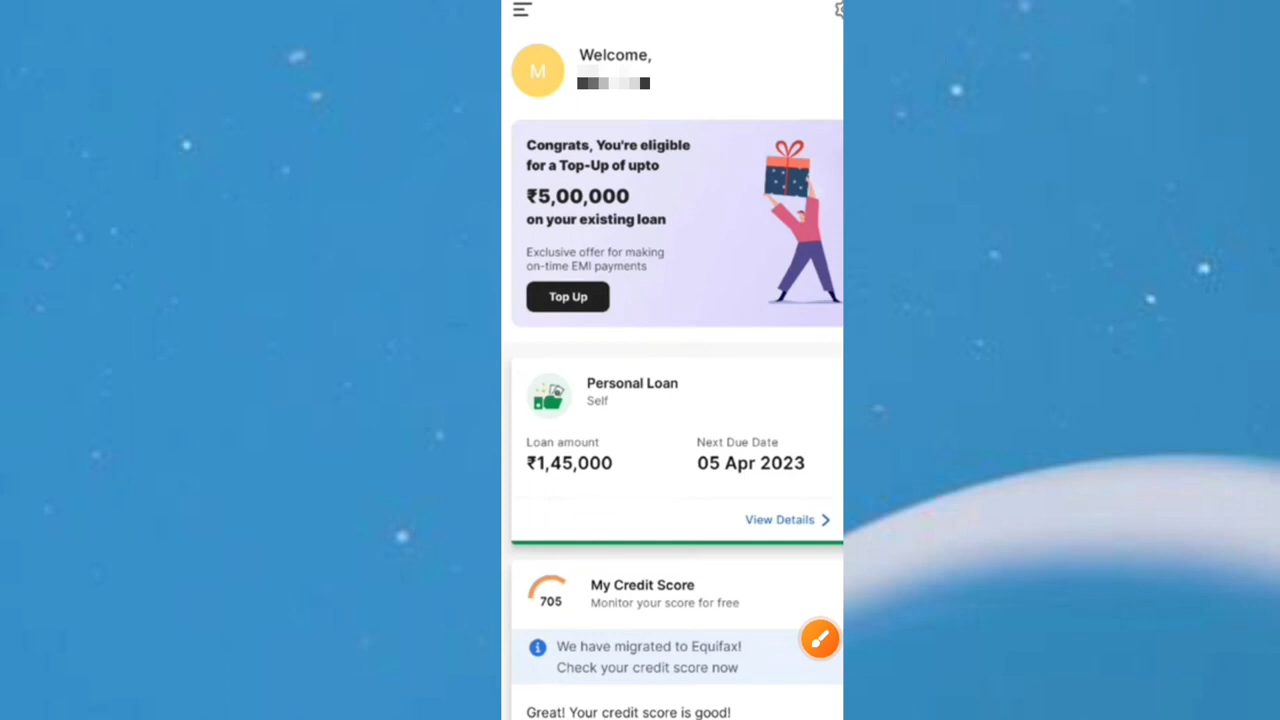 Welcome,
M
Congrats, You're eligible
for a Top-Up of upto
₹5,00,000
on your existing loan
Exclusive offer for making
on-time EMI payments
Top Up
Personal Loan
Self
Loan amount
Next Due Date
₹1,45,000
05 Apr 2023
View Details
My Credit Score
705
Monitor your score for free
We have migrated to Equifax!
Check your credit score now
Great! Your credit score is good!